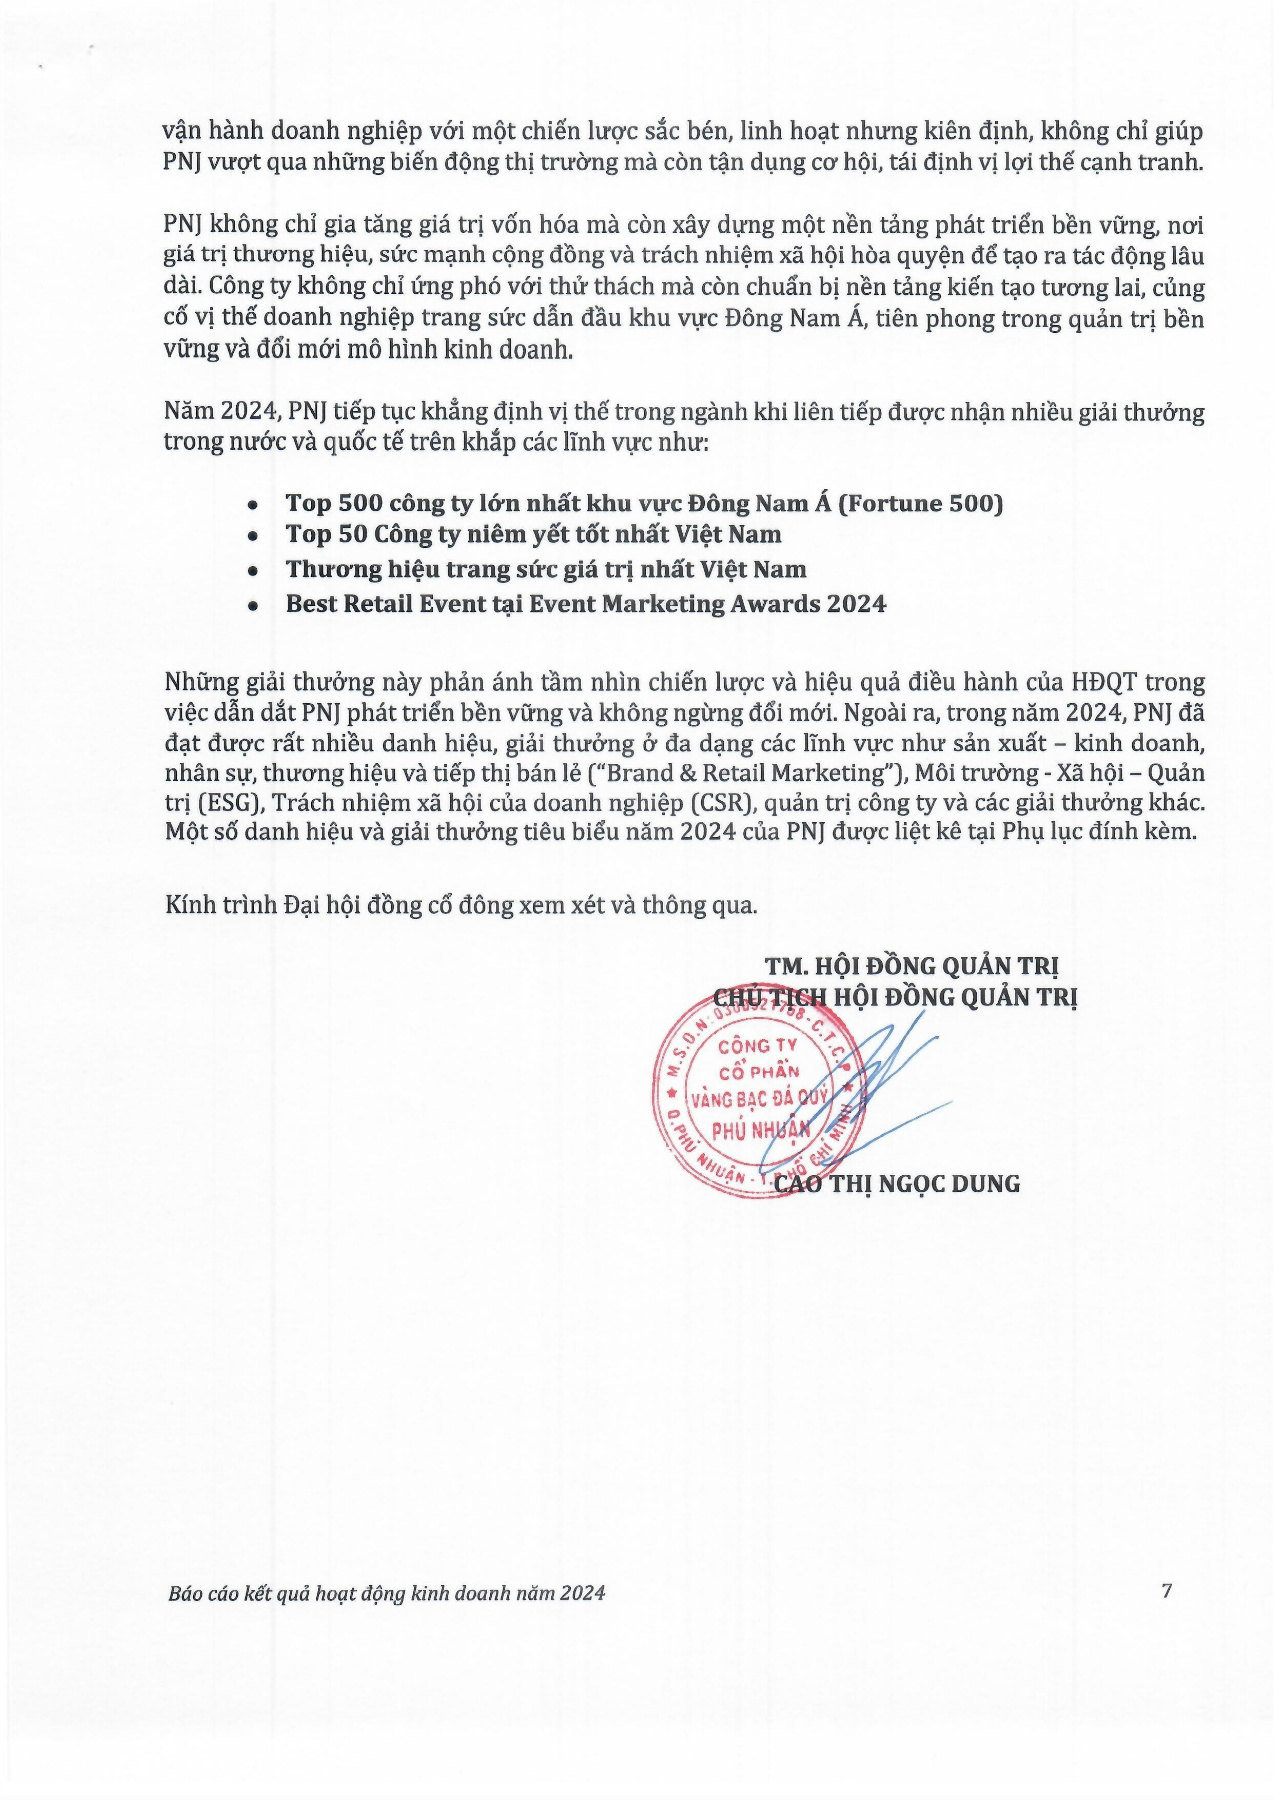 vận hành doanh nghiệp với một chiến lược sắc bén, linh hoạt nhưng kiên định, không chỉ giúp
PNJ vượt qua những biến động thị trường mà còn tận dụng cơ hội, tái định vị lợi thế cạnh tranh.
PNJ không chỉ gia tăng giá trị vốn hóa mà còn xây dựng một nền tảng phát triển bền vững, nơi
giá trị thương hiệu, sức mạnh cộng đồng và trách nhiệm xã hội hòa quyện để tạo ra tác động lâu
dài. Công ty không chỉ ứng phó với thử thách mà còn chuẩn bị nền tảng kiến tạo tương lai, củng
cố vị thế doanh nghiệp trang sức dẫn đầu khu vực Đông Nam Á, tiên phong trong quản trị bền
vững và đổi mới mô hình kinh doanh.
Năm 2024, PNJ tiếp tục khẳng định vị thế trong ngành khi liên tiếp được nhận nhiều giải thưởng
trong nước và quốc tế trên khắp các lĩnh vực như:
• Top 500 công ty lớn nhất khu vực Đông Nam Á (Fortune 500)
• Top 50 Công ty niêm yết tốt nhất Việt Nam
• Thương hiệu trang sức giá trị nhất Việt Nam
• Best Retail Event tại Event Marketing Awards 2024
Những giải thưởng này phản ánh tầm nhìn chiến lược và hiệu quả điều hành của HĐQT trong
việc dẫn dắt PNJ phát triển bền vững và không ngừng đổi mới. Ngoài ra, trong năm 2024, PNJ đã
đạt được rất nhiều danh hiệu, giải thưởng ở đa dạng các lĩnh vực như sản xuất – kinh doanh,
nhân sự, thương hiệu và tiếp thị bán lẻ (“Brand & Retail Marketing”), Môi trường - Xã hội – Quản
trị (ESG), Trách nhiệm xã hội của doanh nghiệp (CSR), quản trị công ty và các giải thưởng khác.
Một số danh hiệu và giải thưởng tiêu biểu năm 2024 của PNJ được liệt kê tại Phụ lục đính kèm.
Kính trình Đại hội đồng cổ đông xem xét và thông qua.
TM. HỘI ĐỒNG QUẢN TRỊ
CHỦ TỊCH HỘI ĐỒNG QUẢN TRỊ
M.S.D.N: 0300521758-C.T.C.P
CÔNG TY
CỔ PHẦN
VÀNG BẠC ĐÁ QUÝ
PHÚ NHUẬN
Q.PHÚ NHUẬN - T.P HỒ CHÍ MINH
CAO THỊ NGỌC DUNG
Báo cáo kết quả hoạt động kinh doanh năm 2024
7